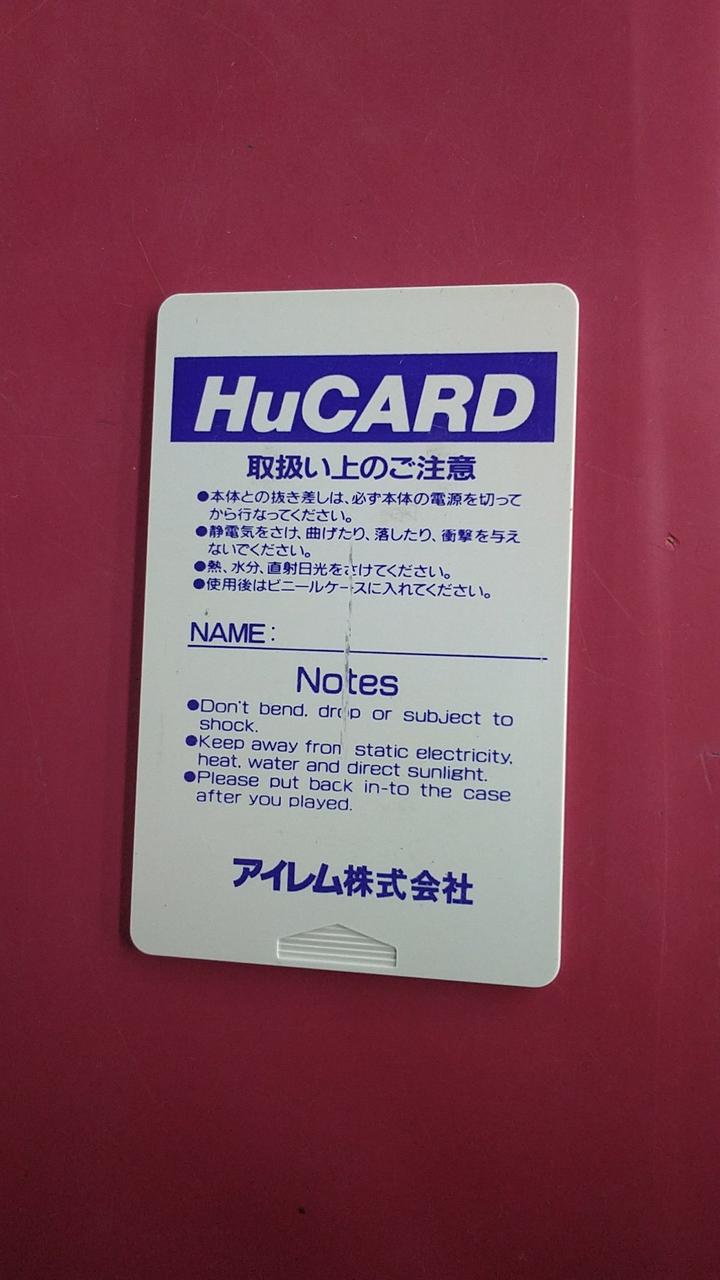 HuCARD
取扱い上のご注意
●本体との抜き差しは、必ず本体の電源を切って
から行なってください。
●静電気をさけ、曲げたり、落したり、衝撃を与え
ないでください。
●熱、水分、直射日光をさけてください。
●使用後はビニールケースに入れてください。
NAME:
Notes
●Don't bend, drop or subject to
shock.
●Keep away from static electricity,
heat, water and direct sunlight.
●Please put back in-to the case
after you played.
アイレム株式会社